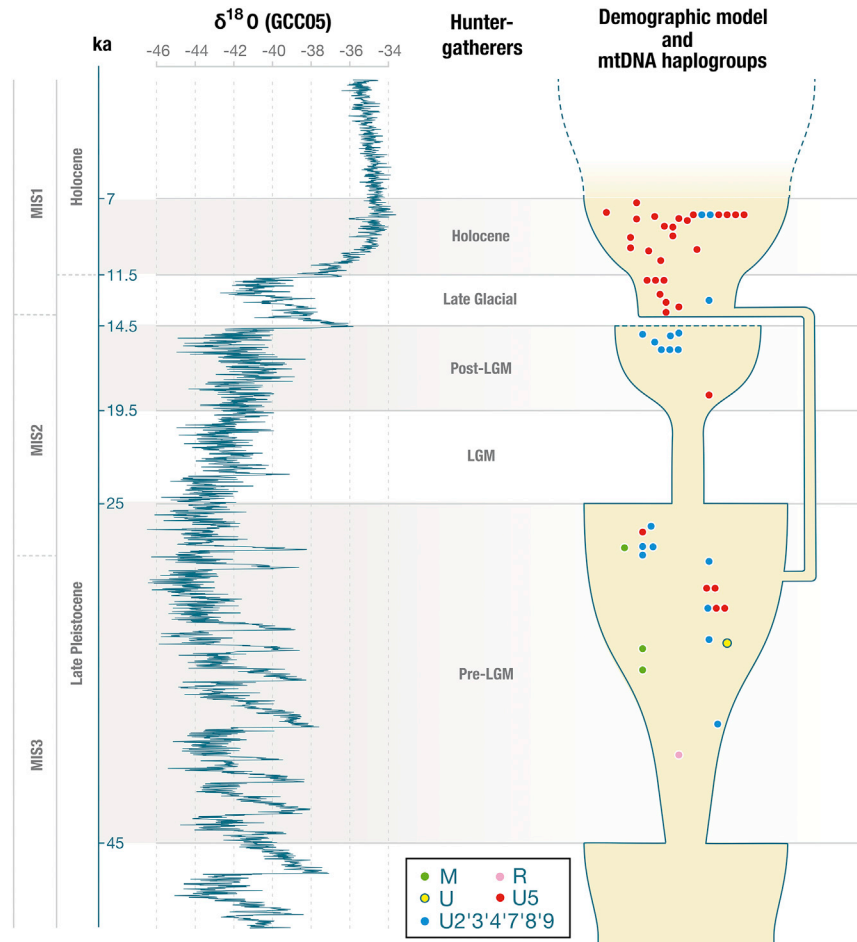 δ18O (GCC05)
Hunter-
gatherers
Demographic model
and
mtDNA haplogroups
ka
-46 -44 -42 -40 -38 -36 -34
MIS1
Holocene
7
Holocene
11.5
Late Glacial
14.5
Post-LGM
19.5
MIS2
LGM
25
Late Pleistocene
Pre-LGM
MIS3
45
M R
U U5
U2'3'4'7'8'9